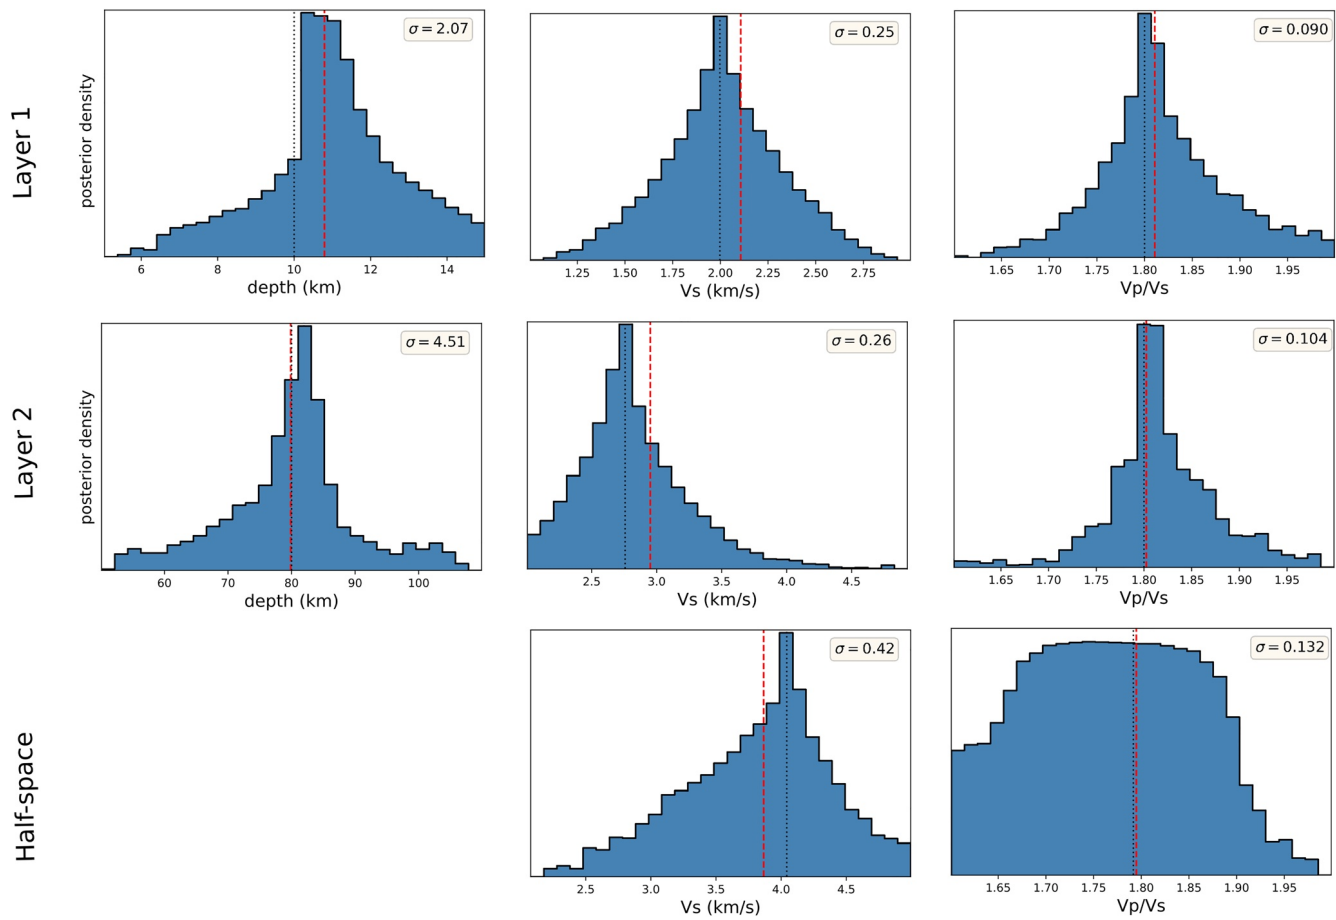 Layer 1
posterior density
σ = 2.07
6 8 10 12 14
depth (km)
σ = 0.25
1.25 1.50 1.75 2.00 2.25 2.50 2.75
Vs (km/s)
σ = 0.090
1.65 1.70 1.75 1.80 1.85 1.90 1.95
Vp/Vs
Layer 2
posterior density
σ = 4.51
60 70 80 90 100
depth (km)
σ = 0.26
2.5 3.0 3.5 4.0 4.5
Vs (km/s)
σ = 0.104
1.65 1.70 1.75 1.80 1.85 1.90 1.95
Vp/Vs
Half-space
σ = 0.42
2.5 3.0 3.5 4.0 4.5
Vs (km/s)
σ = 0.132
1.65 1.70 1.75 1.80 1.85 1.90 1.95
Vp/Vs